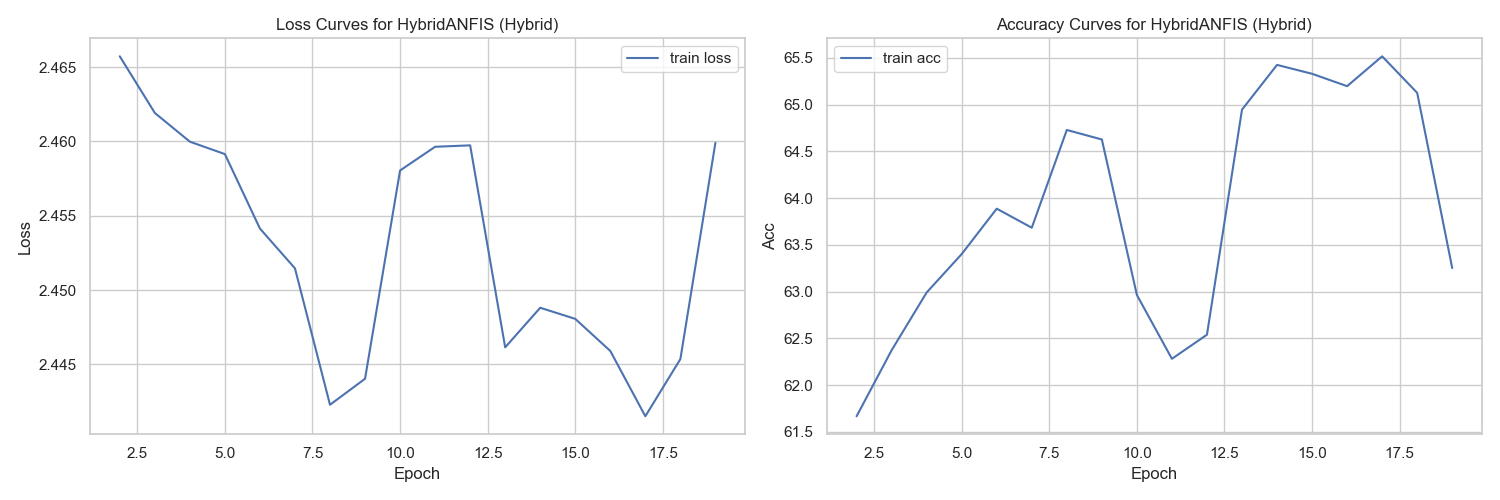 Loss Curves for HybridANFIS (Hybrid)
train loss
2.465
2.460
2.455
2.450
2.445
Loss
2.5 5.0 7.5 10.0 12.5 15.0 17.5
Epoch
Accuracy Curves for HybridANFIS (Hybrid)
train acc
65.5
65.0
64.5
64.0
63.5
63.0
62.5
62.0
61.5
Acc
2.5 5.0 7.5 10.0 12.5 15.0 17.5
Epoch